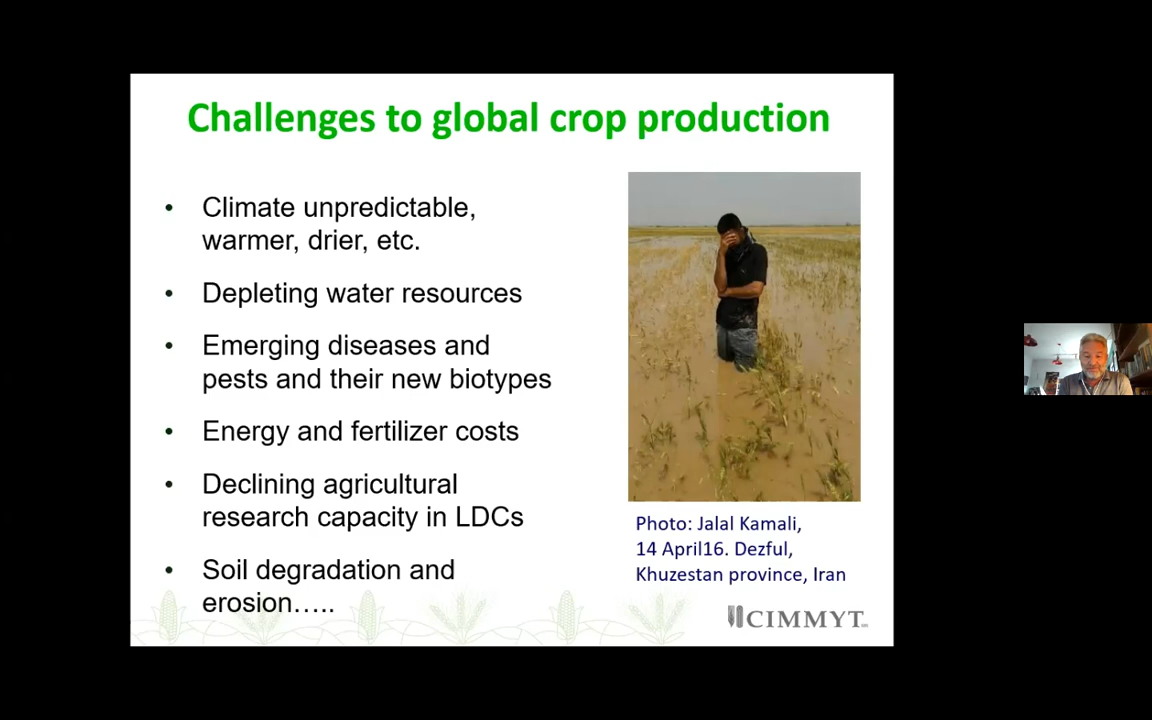 Challenges to global crop production
• Climate unpredictable,
warmer, drier, etc.
• Depleting water resources
• Emerging diseases and
pests and their new biotypes
• Energy and fertilizer costs
• Declining agricultural
research capacity in LDCs
• Soil degradation and
erosion…..
Photo: Jalal Kamali,
14 April16. Dezful,
Khuzestan province, Iran
CIMMYT